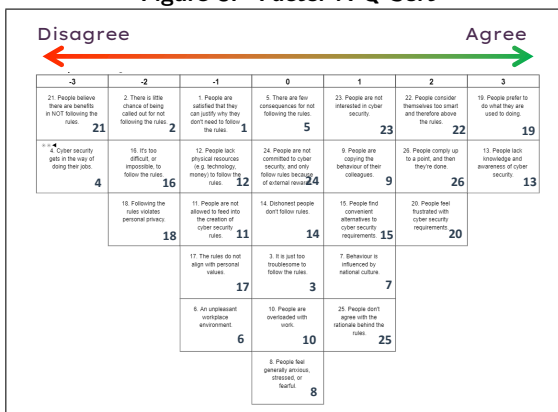 Figure Factor Q-Sort
Disagree
Agree
-3
-2
-1
0
1
2
3
21. People believe
there are benefits
in NOT following the
rules.
21
2. There is little
chance of being
called out for not
following the rules.
2
1. People are
satisfied that they
can justify why they
don't need to follow
the rules.
1
5. There are few
consequences for not
following the rules.
5
23. People are not
interested in cyber
security.
23
22. People consider
themselves too smart
and therefore above
the rules.
22
19. People prefer to
do what they are
used to doing.
19
4. Cyber security
gets in the way of
doing their jobs.
4
16. It's too
difficult, or
impossible, to
follow the rules.
16
12. People lack
physical resources
(e.g. technology,
money) to follow the
rules.
12
24. People are not
committed to cyber
security, and only
follow rules because
of external rewards.
24
9. People are
copying the
behaviour of their
colleagues.
9
26. People comply up
to a point, and then
they're done.
26
13. People lack
knowledge and
awareness of cyber
security.
13
18. Following the
rules violates
personal privacy.
18
11. People are not
allowed to feed into
the creation of
cyber security
rules.
11
14. Dishonest people
don't follow rules.
14
15. People find
convenient
alternatives to
cyber security
requirements.
15
20. People feel
frustrated with
cyber security
requirements.
20
17. The rules do not
align with personal
values.
17
3. It is just too
troublesome to
follow the rules.
3
7. Behaviour is
influenced by
national culture.
7
6. An unpleasant
workplace
environment.
6
10. People are
overloaded with
work.
10
25. People don't
agree with the
rationale behind the
rules.
25
8. People feel
generally anxious,
stressed, or
fearful.
8